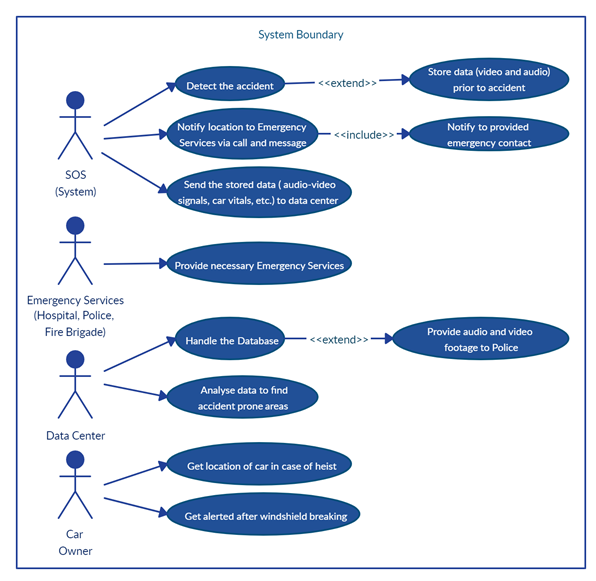 System Boundary
Detect the accident
<<extend>>
Store data (video and audio)
prior to accident
Notify location to Emergency
Services via call and message
<<include>>
Notify to provided
emergency contact
SOS
(System)
Send the stored data ( audio-video
signals, car vitals, etc.) to data center
Provide necessary Emergency Services
Emergency Services
(Hospital, Police,
Fire Brigade)
Handle the Database
<<extend>>
Provide audio and video
footage to Police
Analyse data to find
accident prone areas
Data Center
Get location of car in case of heist
Get alerted after windshield breaking
Car
Owner